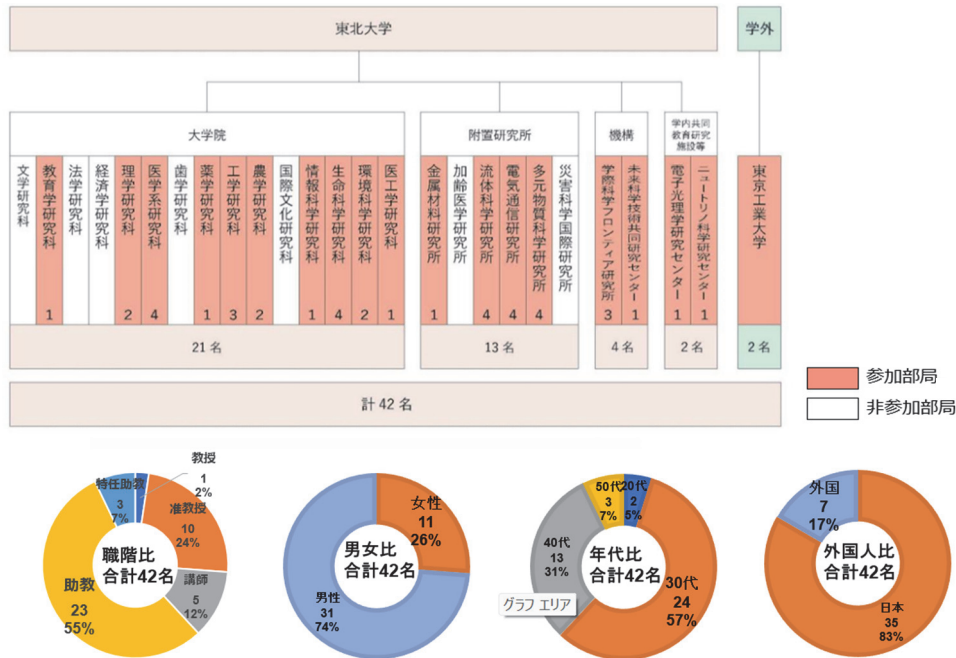 東北大学
学外
大学院
附置研究所
機構
学内共同
教育研究
施設等
文学研究科
教育学研究科
1
法学研究科
経済学研究科
理学研究科
2
医学系研究科
4
歯学研究科
薬学研究科
1
工学研究科
3
農学研究科
2
国際文化研究科
情報科学研究科
1
生命科学研究科
4
環境科学研究科
2
医工学研究科
1
金属材料研究所
1
加齢医学研究所
流体科学研究所
4
電気通信研究所
4
多元物質科学研究所
4
災害科学国際研究所
学際科学フロンティア研究所
3
未来科学技術共同研究センター
1
電子光理学研究センター
1
ニュートリノ科学研究センター
1
東京工業大学
21名
13名
4名
2名
2名
計42名
参加部局
非参加部局
教授
1
2%
特任助教
3
7%
准教授
10
24%
職階比
合計42名
講師
5
12%
助教
23
55%
女性
11
26%
男女比
合計42名
男性
31
74%
50代
3
7%
20代
2
5%
40代
13
31%
年代比
合計42名
グラフ エリア
30代
24
57%
外国
7
17%
外国人比
合計42名
日本
35
83%